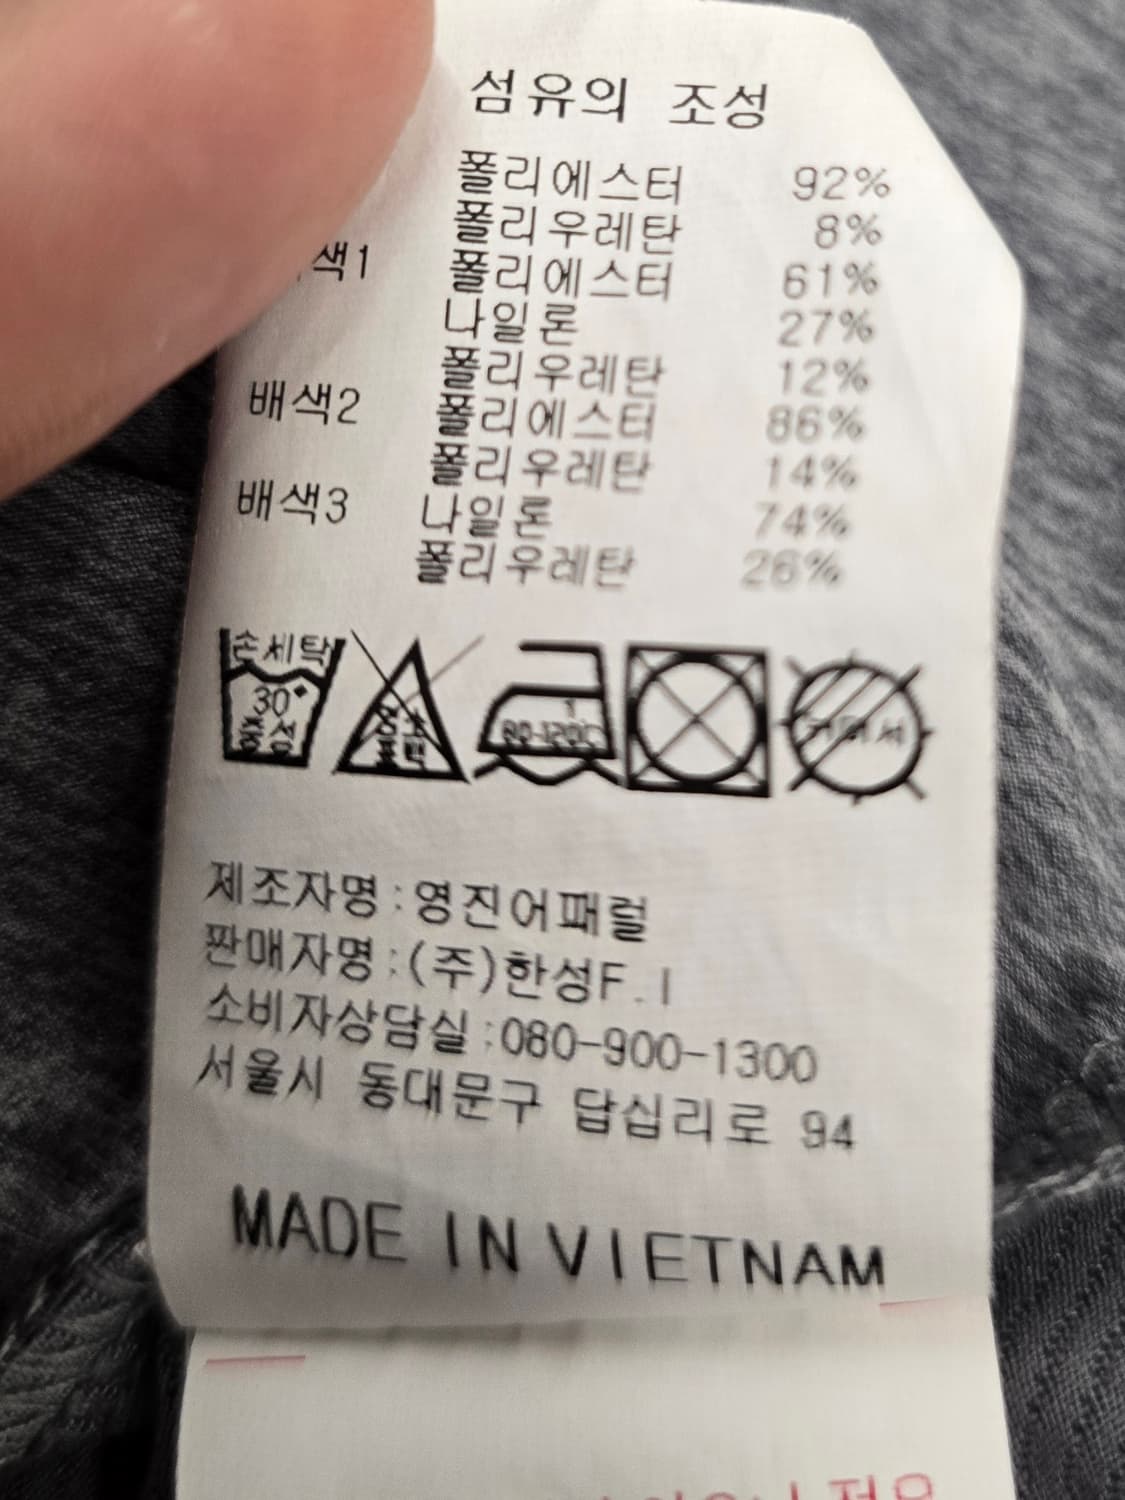 섬유의 조성
폴리에스터 92%
폴리우레탄 8%
색1 폴리에스터 61%
나일론 27%
폴리우레탄 12%
배색2 폴리에스터 86%
폴리우레탄 14%
배색3 나일론 74%
폴리우레탄 26%
손세탁
30°
중성
80-120℃
제조자명:영진어패럴
판매자명:(주)한성F.I
소비자상담실:080-900-1300
서울시 동대문구 답십리로 94
MADE IN VIETNAM